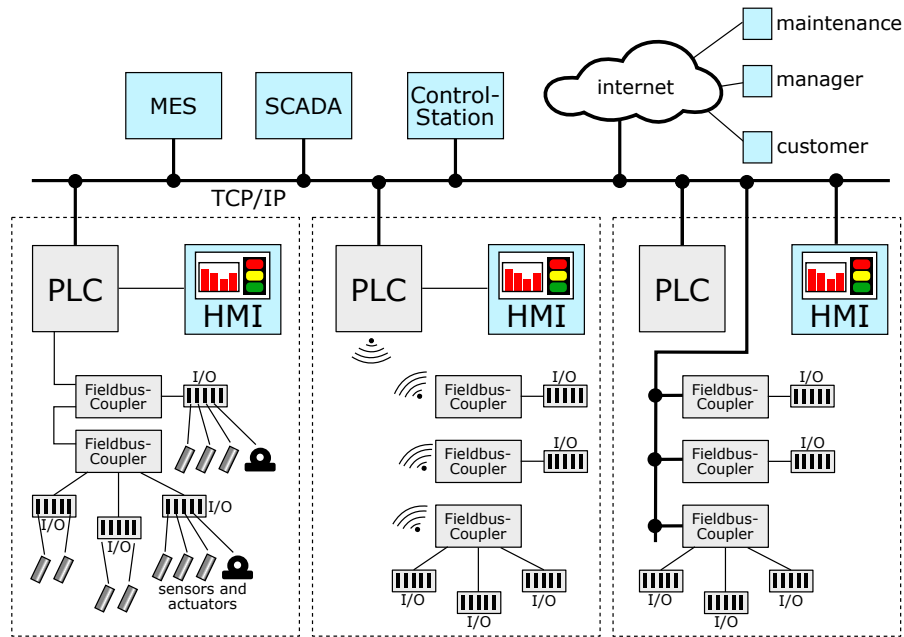 maintenance
internet
manager
MES
SCADA
Control-
Station
customer
TCP/IP
PLC
HMI
I/O
Fieldbus-
Coupler
Fieldbus-
Coupler
I/O
I/O
I/O
sensors and
actuators
PLC
HMI
Fieldbus-
Coupler
I/O
Fieldbus-
Coupler
I/O
Fieldbus-
Coupler
I/O
I/O
I/O
PLC
HMI
Fieldbus-
Coupler
I/O
Fieldbus-
Coupler
I/O
Fieldbus-
Coupler
I/O
I/O
I/O